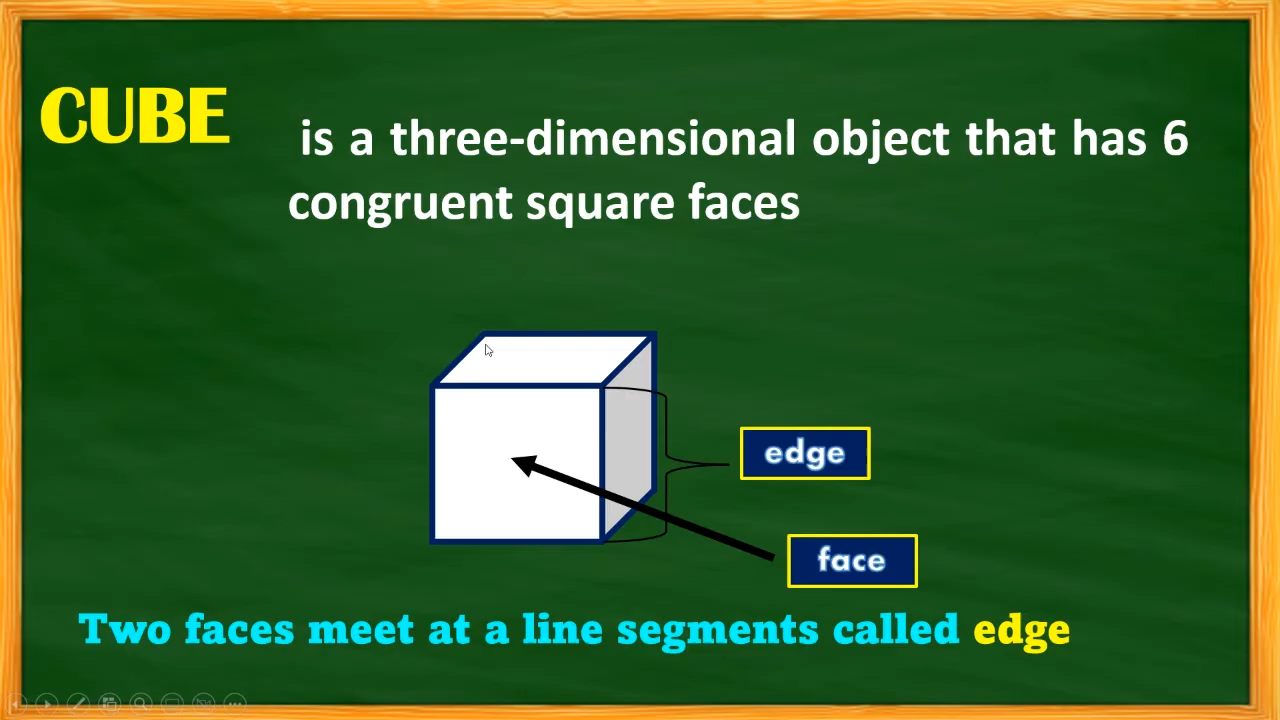 CUBE
is a three-dimensional object that has 6
congruent square faces
edge
face
Two faces meet at a line segments called edge